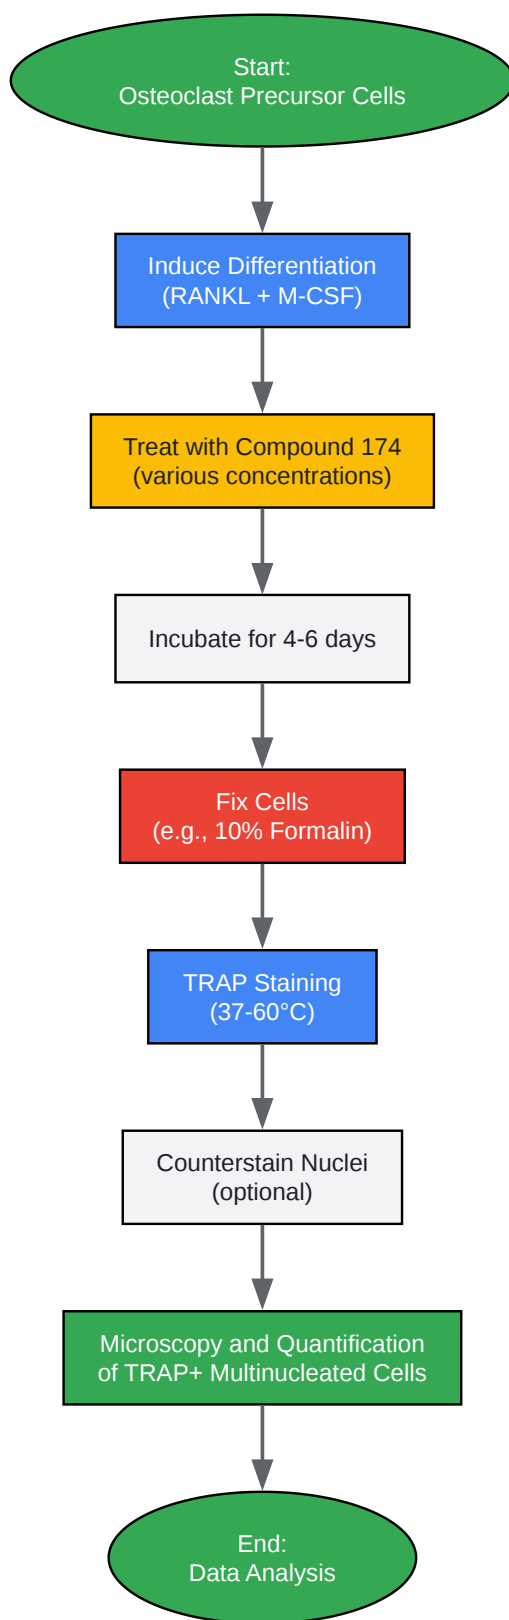 Start:
Osteoclast Precursor Cells
Induce Differentiation
(RANKL + M-CSF)
Treat with Compound 174
(various concentrations)
Incubate for 4-6 days
Fix Cells
(e.g., 10% Formalin)
TRAP Staining
(37-60°C)
Counterstain Nuclei
(optional)
Microscopy and Quantification
of TRAP+ Multinucleated Cells
End:
Data Analysis